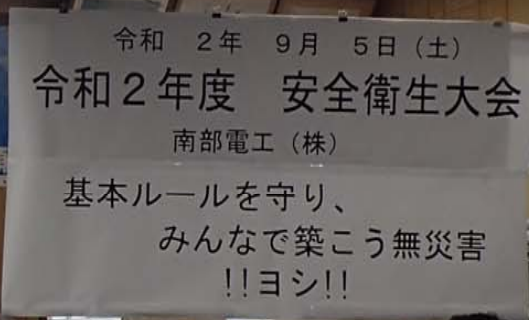 令和 2年 9月 5日（土）
令和2年度 安全衛生大会
南部電工（株）
基本ルールを守り、
みんなで築こう無災害
!!ヨシ!!